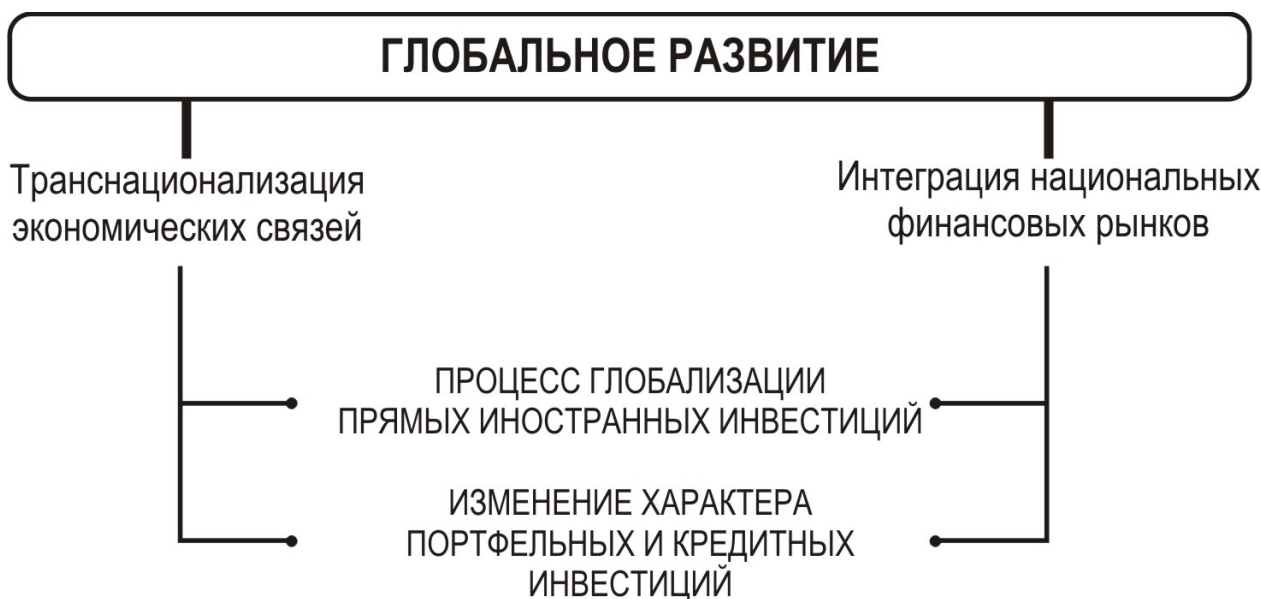 ГЛОБАЛЬНОЕ РАЗВИТИЕ
Транснационализация
экономических связей
Интеграция национальных
финансовых рынков
ПРОЦЕСС ГЛОБАЛИЗАЦИИ
ПРЯМЫХ ИНОСТРАННЫХ ИНВЕСТИЦИЙ
ИЗМЕНЕНИЕ ХАРАКТЕРА
ПОРТФЕЛЬНЫХ И КРЕДИТНЫХ
ИНВЕСТИЦИЙ